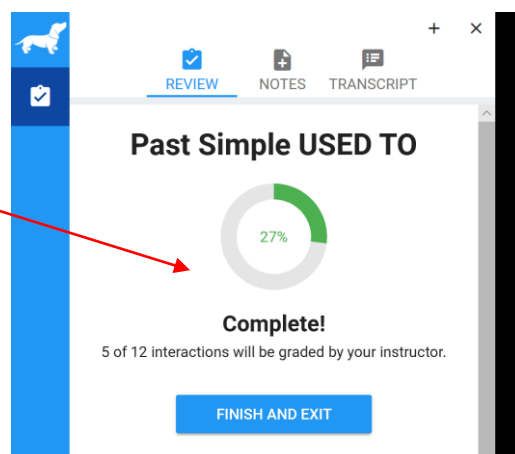 REVIEW NOTES TRANSCRIPT
Past Simple USED TO
27%
Complete!
5 of 12 interactions will be graded by your instructor.
FINISH AND EXIT